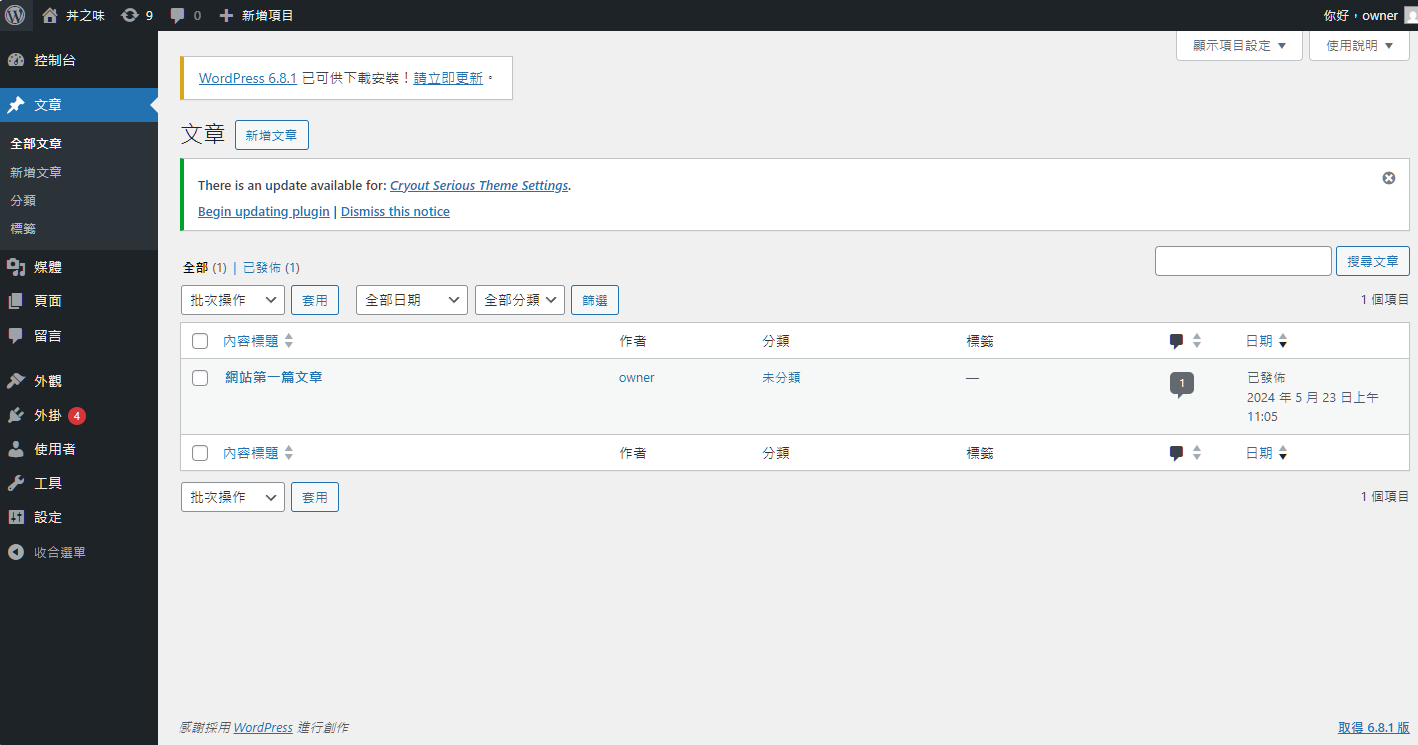 丼之味 9 0 新增項目 你好，owner
顯示項目設定 使用說明
控制台
文章
全部文章
新增文章
分類
標籤
媒體
頁面
留言
外觀
外掛 4
使用者
工具
設定
收合選單
WordPress 6.8.1 已可供下載安裝！請立即更新。
文章 新增文章
There is an update available for: Cryout Serious Theme Settings.
Begin updating plugin | Dismiss this notice
全部 (1) | 已發佈 (1)
搜尋文章
批次操作 套用 全部日期 全部分類 篩選 1 個項目
內容標題 作者 分類 標籤 日期
網站第一篇文章 owner 未分類 — 1 已發佈
2024 年 5 月 23 日上午
11:05
內容標題 作者 分類 標籤 日期
批次操作 套用 1 個項目
感謝採用 WordPress 進行創作 取得 6.8.1 版